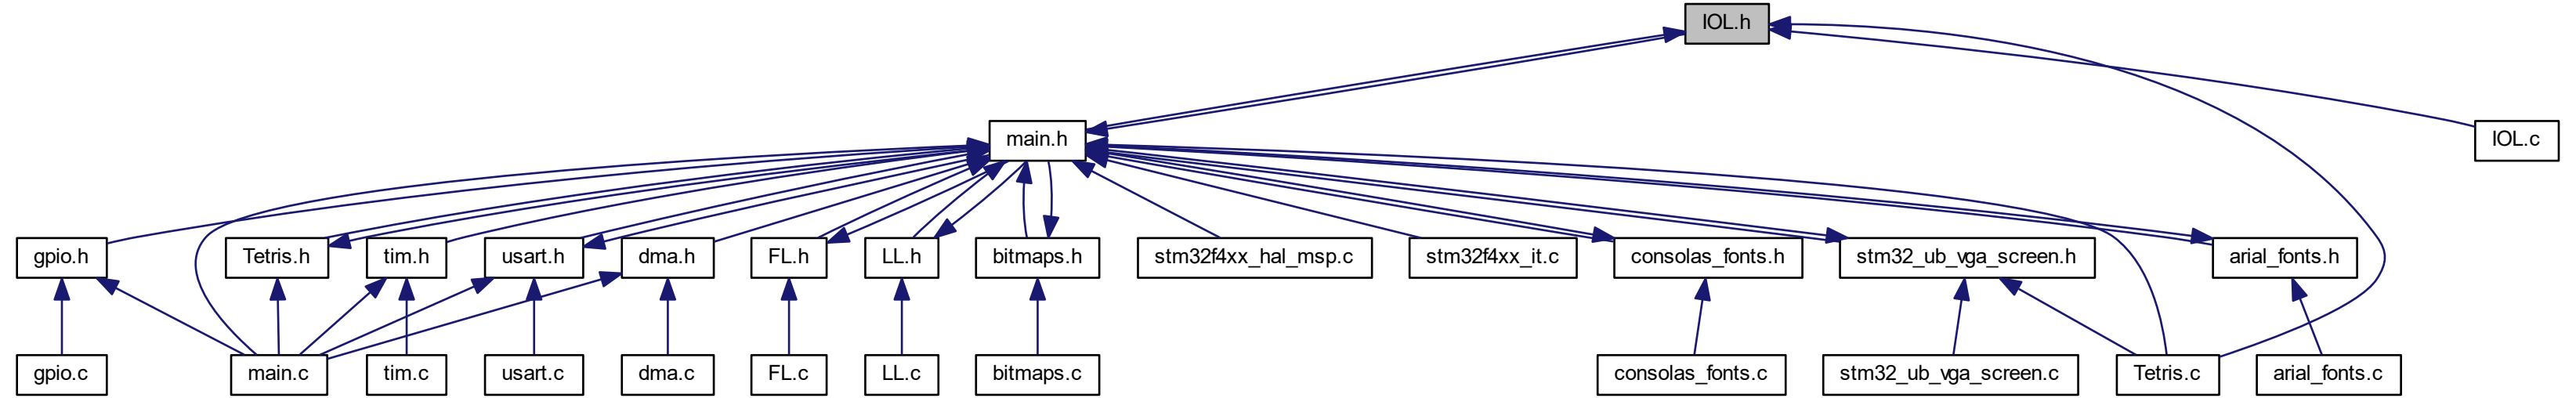 IOL.h
main.h
IOL.c
gpio.h
Tetris.h
tim.h
usart.h
dma.h
FL.h
LL.h
bitmaps.h
stm32f4xx_hal_msp.c
stm32f4xx_it.c
consolas_fonts.h
stm32_ub_vga_screen.h
arial_fonts.h
gpio.c
main.c
tim.c
usart.c
dma.c
FL.c
LL.c
bitmaps.c
consolas_fonts.c
stm32_ub_vga_screen.c
Tetris.c
arial_fonts.c